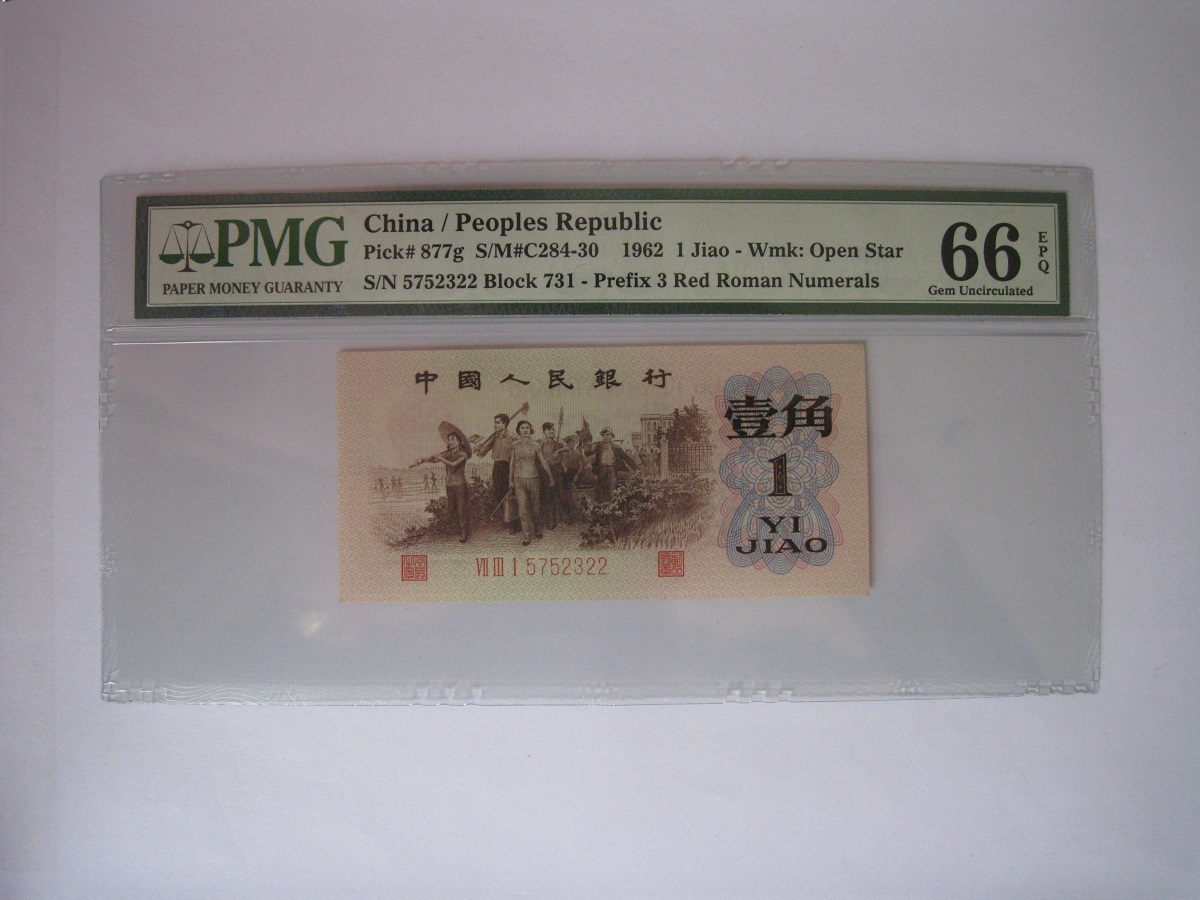 PMG
PAPER MONEY GUARANTY
China / Peoples Republic
Pick# 877g S/M#C284-30 1962 1 Jiao - Wmk: Open Star
S/N 5752322 Block 731 - Prefix 3 Red Roman Numerals
66
EPQ
Gem Uncirculated
中國人民銀行
壹角
1
YI
JIAO
VII III I 5752322